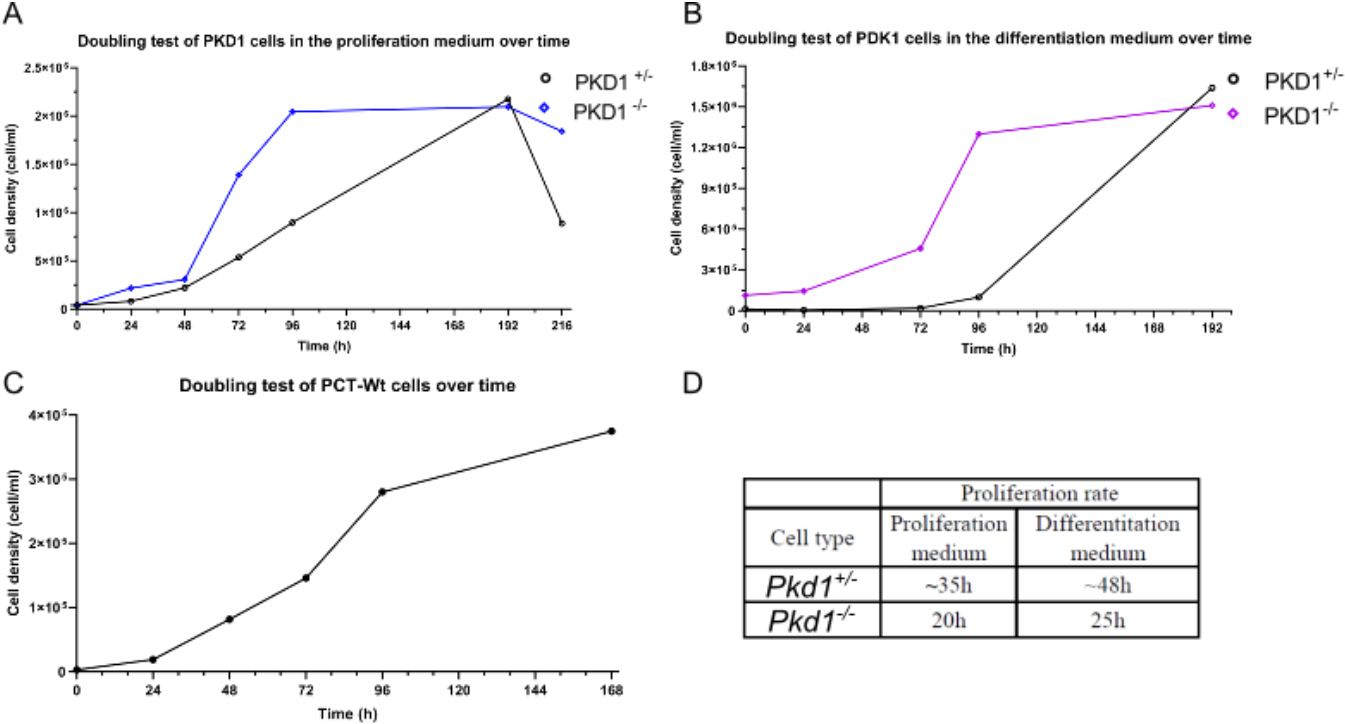 A
Doubling test of PKD1 cells in the proliferation medium over time
2.5×10⁵
2×10⁵
1.5×10⁵
1×10⁵
5×10⁵
0
Cell density (cell/ml)
0 24 48 72 96 120 144 168 192 216
Time (h)
PKD1 +/-
PKD1 -/-
B
Doubling test of PDK1 cells in the differentiation medium over time
1.8×10⁶
1.5×10⁶
1.2×10⁶
9×10⁵
6×10⁵
3×10⁵
0
Cell density (cell/ml)
0 24 48 72 96 120 144 168 192
Time (h)
PKD1+/-
PKD1-/-
C
Doubling test of PCT-Wt cells over time
4×10⁵
3×10⁵
2×10⁵
1×10⁵
0
Cell density (cell/ml)
0 24 48 72 96 120 144 168
Time (h)
D
Proliferation rate
Cell type
Proliferation medium
Differentitation medium
Pkd1+/-
~35h
~48h
Pkd1-/-
20h
25h